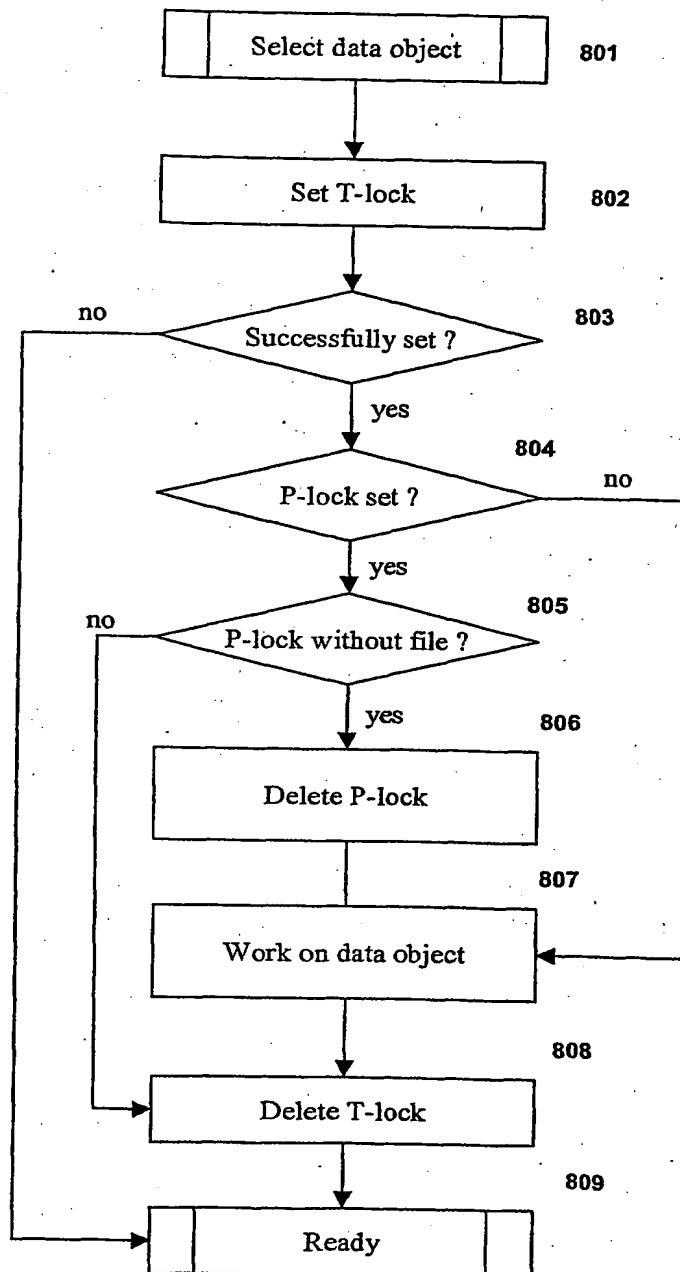 Select data object
801
Set T-lock
802
no
Successfully set ?
803
yes
804
P-lock set ?
no
yes
805
no
P-lock without file ?
yes
806
Delete P-lock
807
Work on data object
808
Delete T-lock
809
Ready